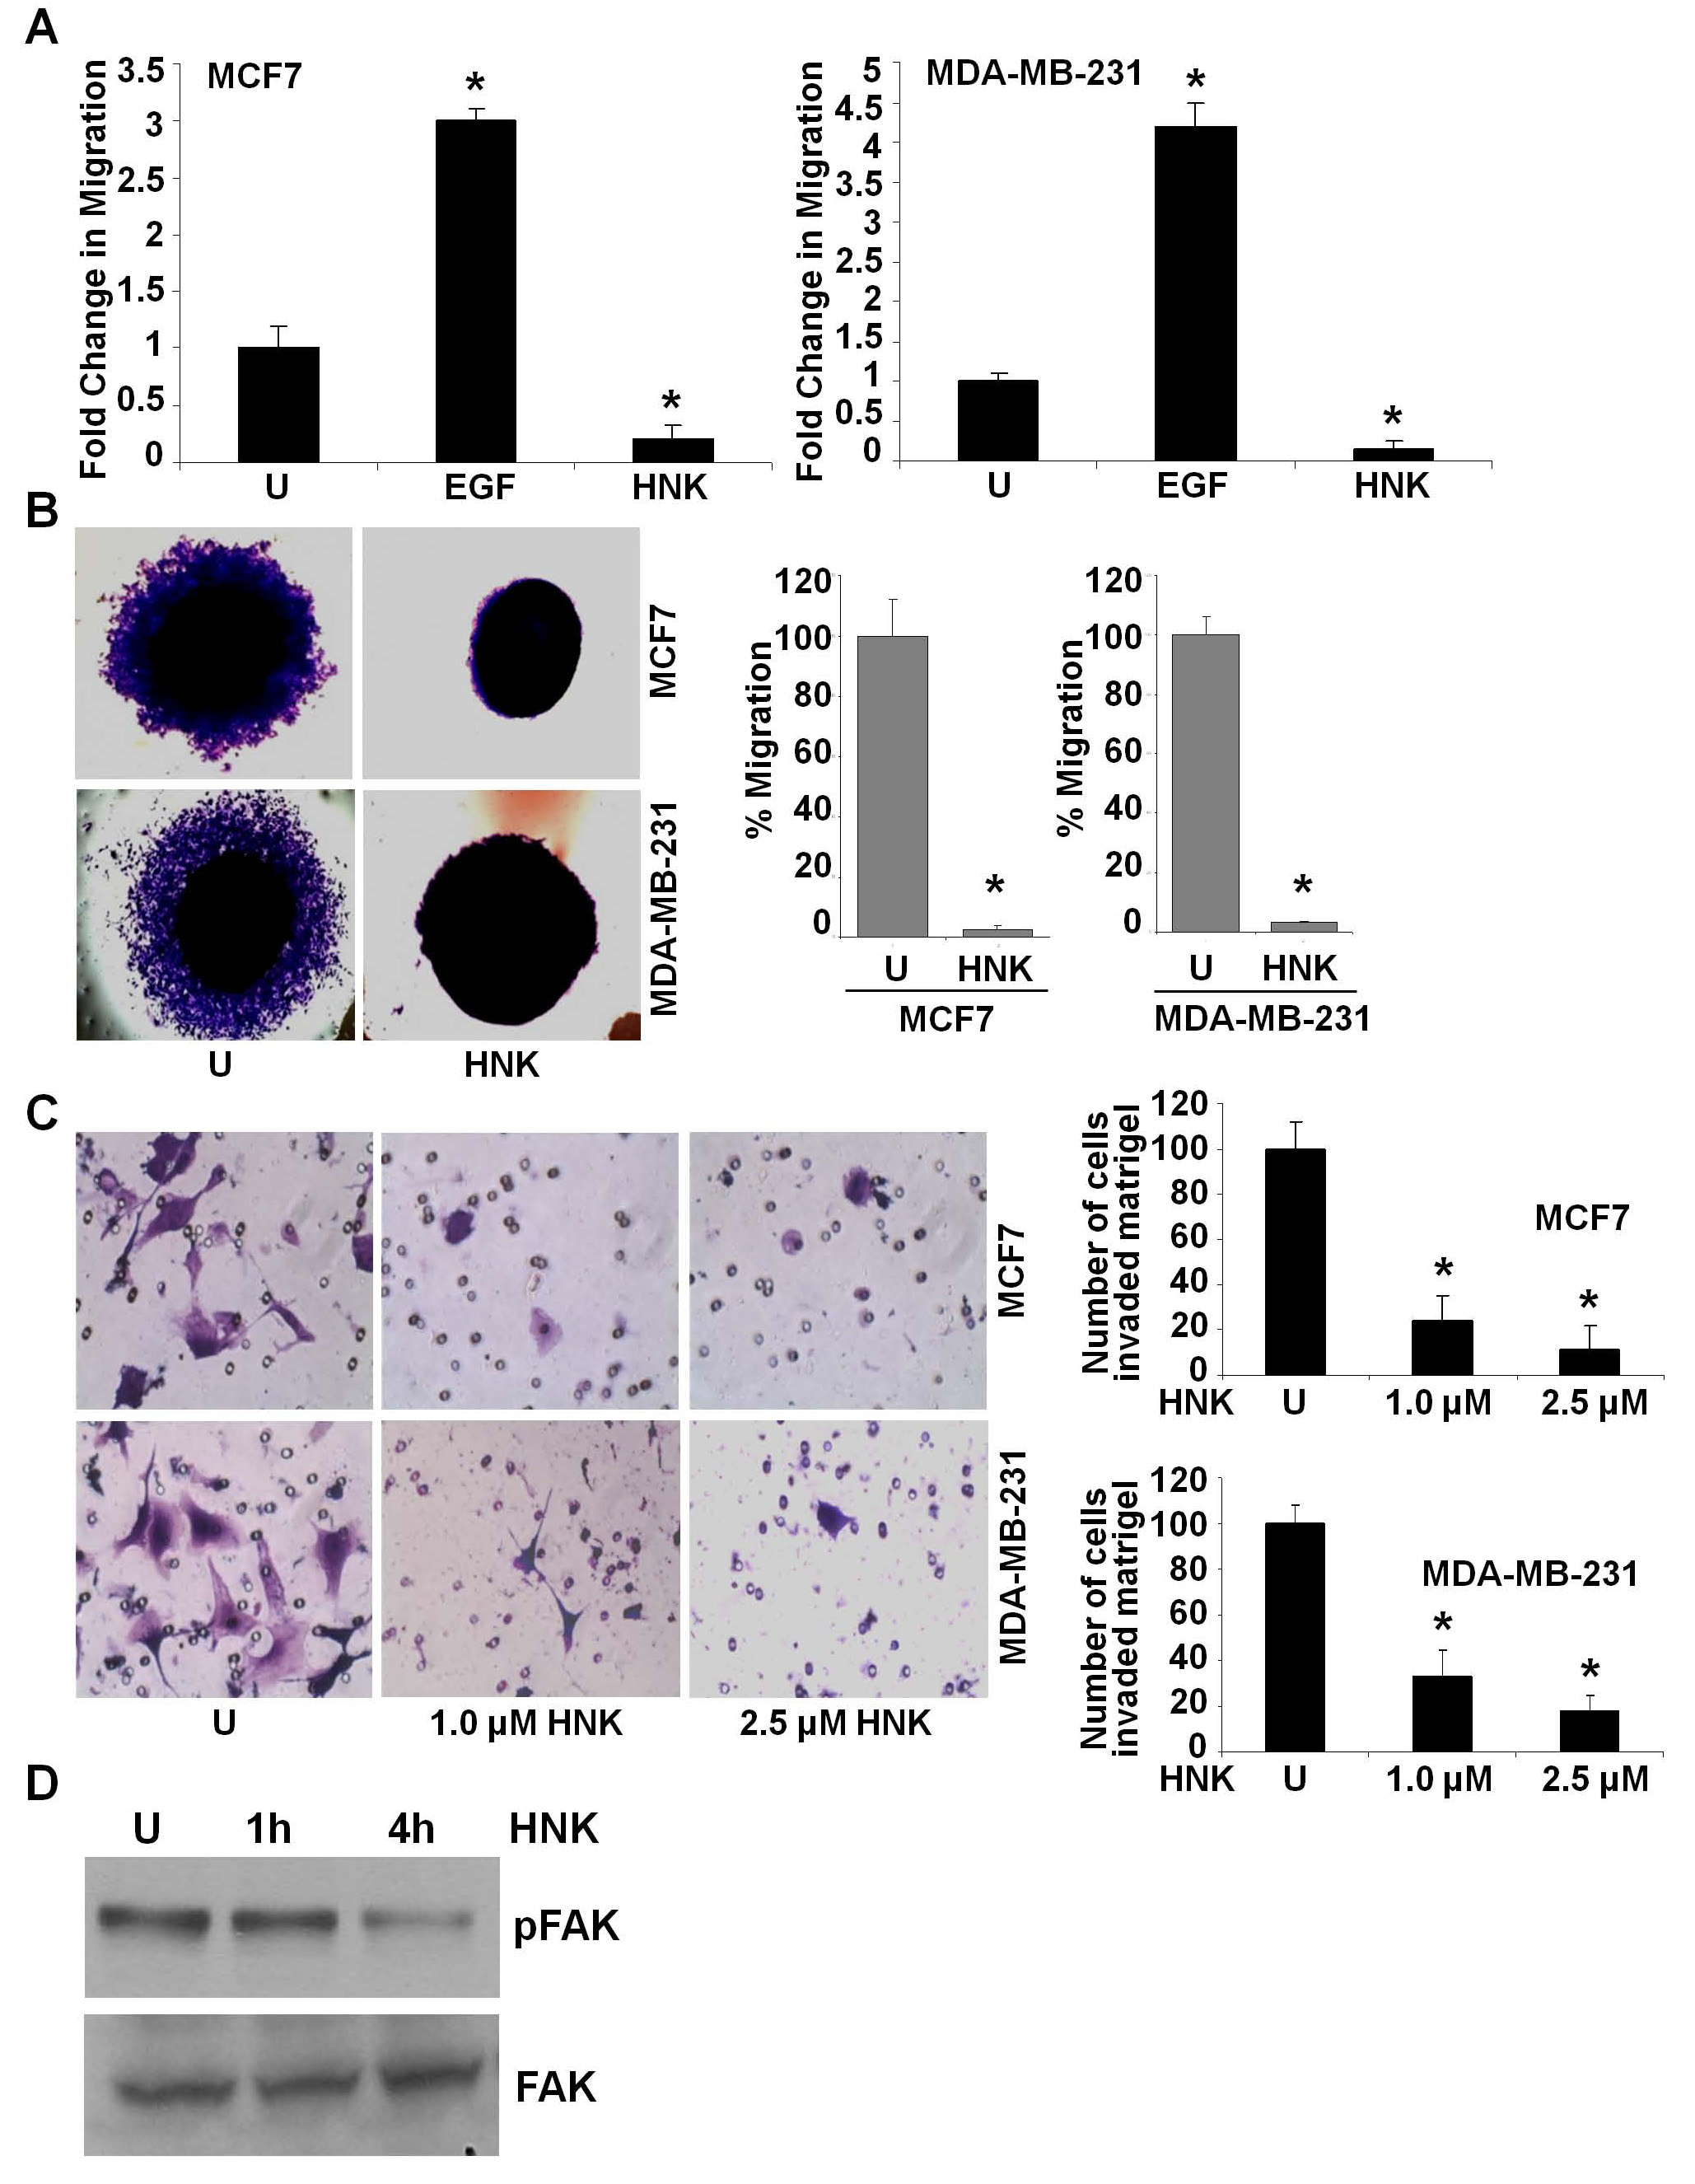 A
MCF7
Fold Change in Migration
3.5
3
2.5
2
1.5
1
0.5
0
*
*
U EGF HNK
MDA-MB-231
Fold Change in Migration
5
4.5
4
3.5
3
2.5
2
1.5
1
0.5
0
*
*
U EGF HNK
B
MCF7
MDA-MB-231
U HNK
% Migration
120
100
80
60
40
20
0
*
U HNK
MCF7
% Migration
120
100
80
60
40
20
0
*
U HNK
MDA-MB-231
C
MCF7
MDA-MB-231
U 1.0 µM HNK 2.5 µM HNK
Number of cells
invaded matrigel
120
100
80
60
40
20
0
MCF7
*
*
HNK U 1.0 µM 2.5 µM
Number of cells
invaded matrigel
120
100
80
60
40
20
0
MDA-MB-231
*
*
HNK U 1.0 µM 2.5 µM
D
U 1h 4h HNK
pFAK
FAK